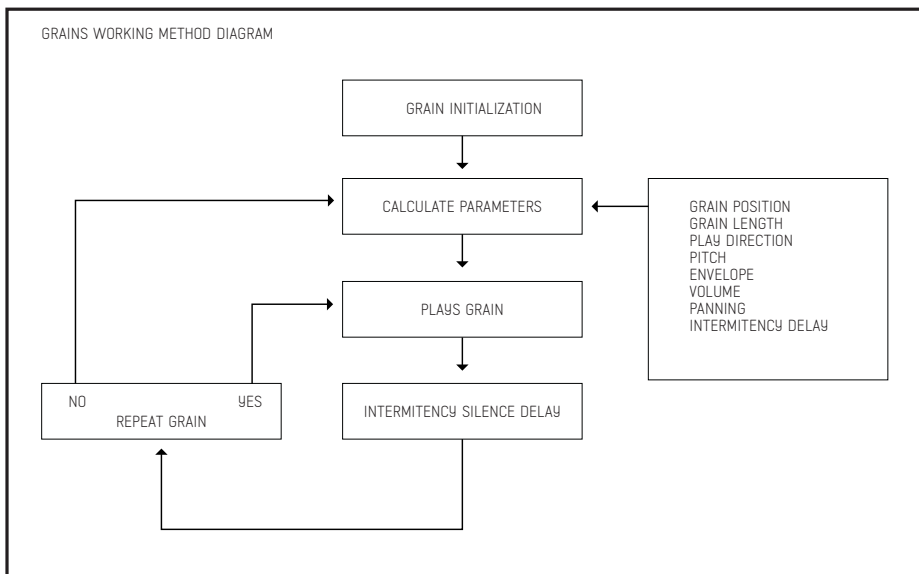 GRAINS WORKING METHOD DIAGRAM
GRAIN INITIALIZATION
CALCULATE PARAMETERS
GRAIN POSITION
GRAIN LENGTH
PLAY DIRECTION
PITCH
ENVELOPE
VOLUME
PANNING
INTERMITENCY DELAY
PLAYS GRAIN
NO YES
REPEAT GRAIN
INTERMITENCY SILENCE DELAY